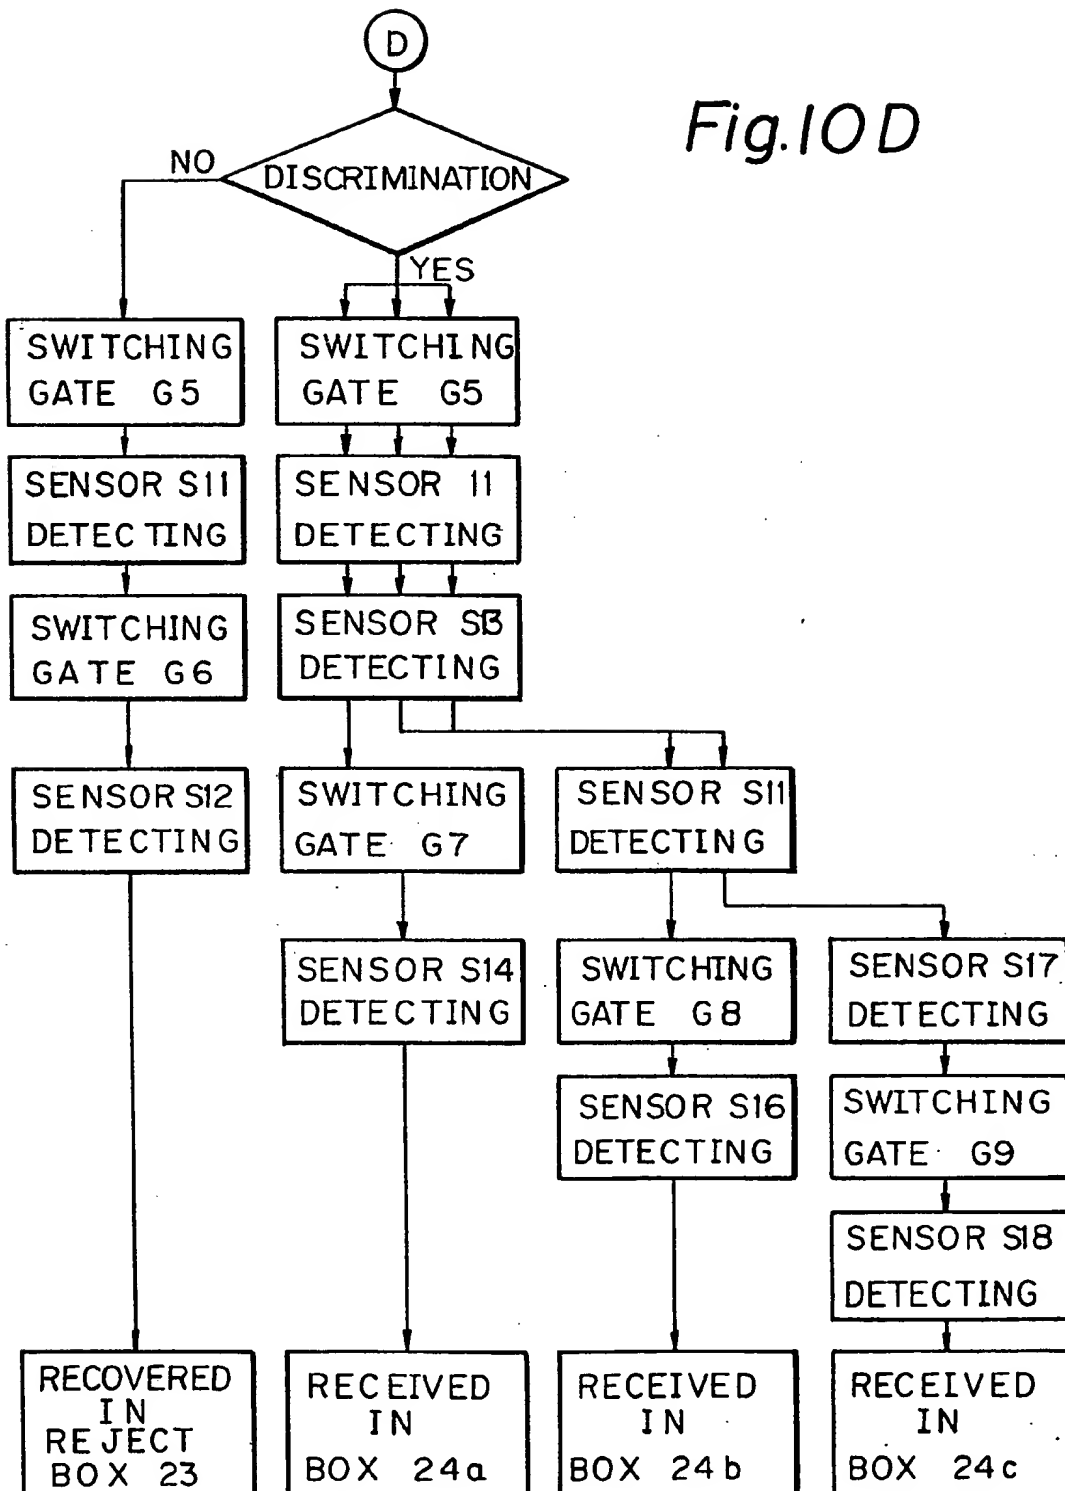 D
Fig.10D
DISCRIMINATION
NO
YES
SWITCHING
GATE G5
SWITCHING
GATE G5
SENSOR S11
DETECTING
SENSOR 11
DETECTING
SWITCHING
GATE G6
SENSOR S13
DETECTING
SENSOR S12
DETECTING
SWITCHING
GATE G7
SENSOR S11
DETECTING
SENSOR S14
DETECTING
SWITCHING
GATE G8
SENSOR S17
DETECTING
SENSOR S16
DETECTING
SWITCHING
GATE G9
SENSOR S18
DETECTING
RECOVERED
IN
REJECT
BOX 23
RECEIVED
IN
BOX 24a
RECEIVED
IN
BOX 24b
RECEIVED
IN
BOX 24c